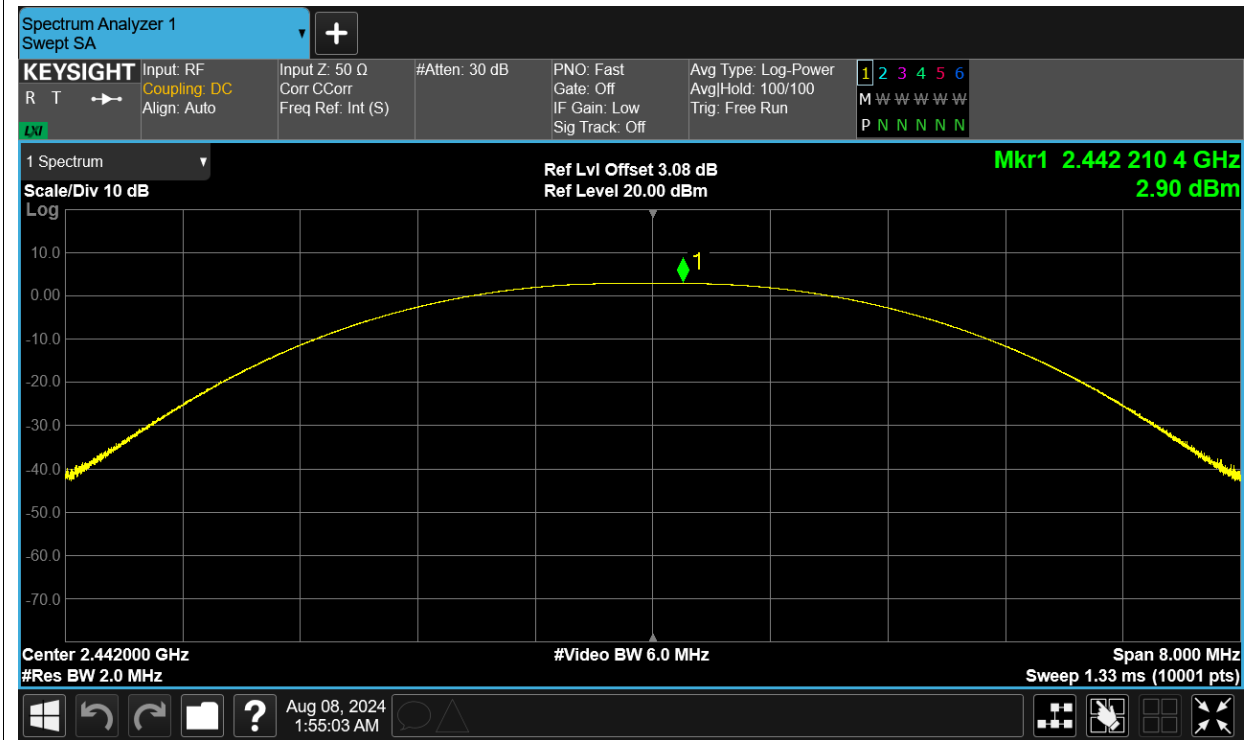 Spectrum Analyzer 1
Swept SA
+
KEYSIGHT
R T
LXI
Input: RF
Coupling: DC
Align: Auto
Input Z: 50 Ω
Corr CCorr
Freq Ref: Int (S)
#Atten: 30 dB
PNO: Fast
Gate: Off
IF Gain: Low
Sig Track: Off
Avg Type: Log-Power
Avg|Hold: 100/100
Trig: Free Run
1 2 3 4 5 6
M W W W W W
P N N N N N
1 Spectrum
Scale/Div 10 dB
Log
Ref Lvl Offset 3.08 dB
Ref Level 20.00 dBm
Mkr1 2.442 210 4 GHz
2.90 dBm
1
10.0
0.00
-10.0
-20.0
-30.0
-40.0
-50.0
-60.0
-70.0
Center 2.442000 GHz
#Res BW 2.0 MHz
#Video BW 6.0 MHz
Span 8.000 MHz
Sweep 1.33 ms (10001 pts)
?
Aug 08, 2024
1:55:03 AM